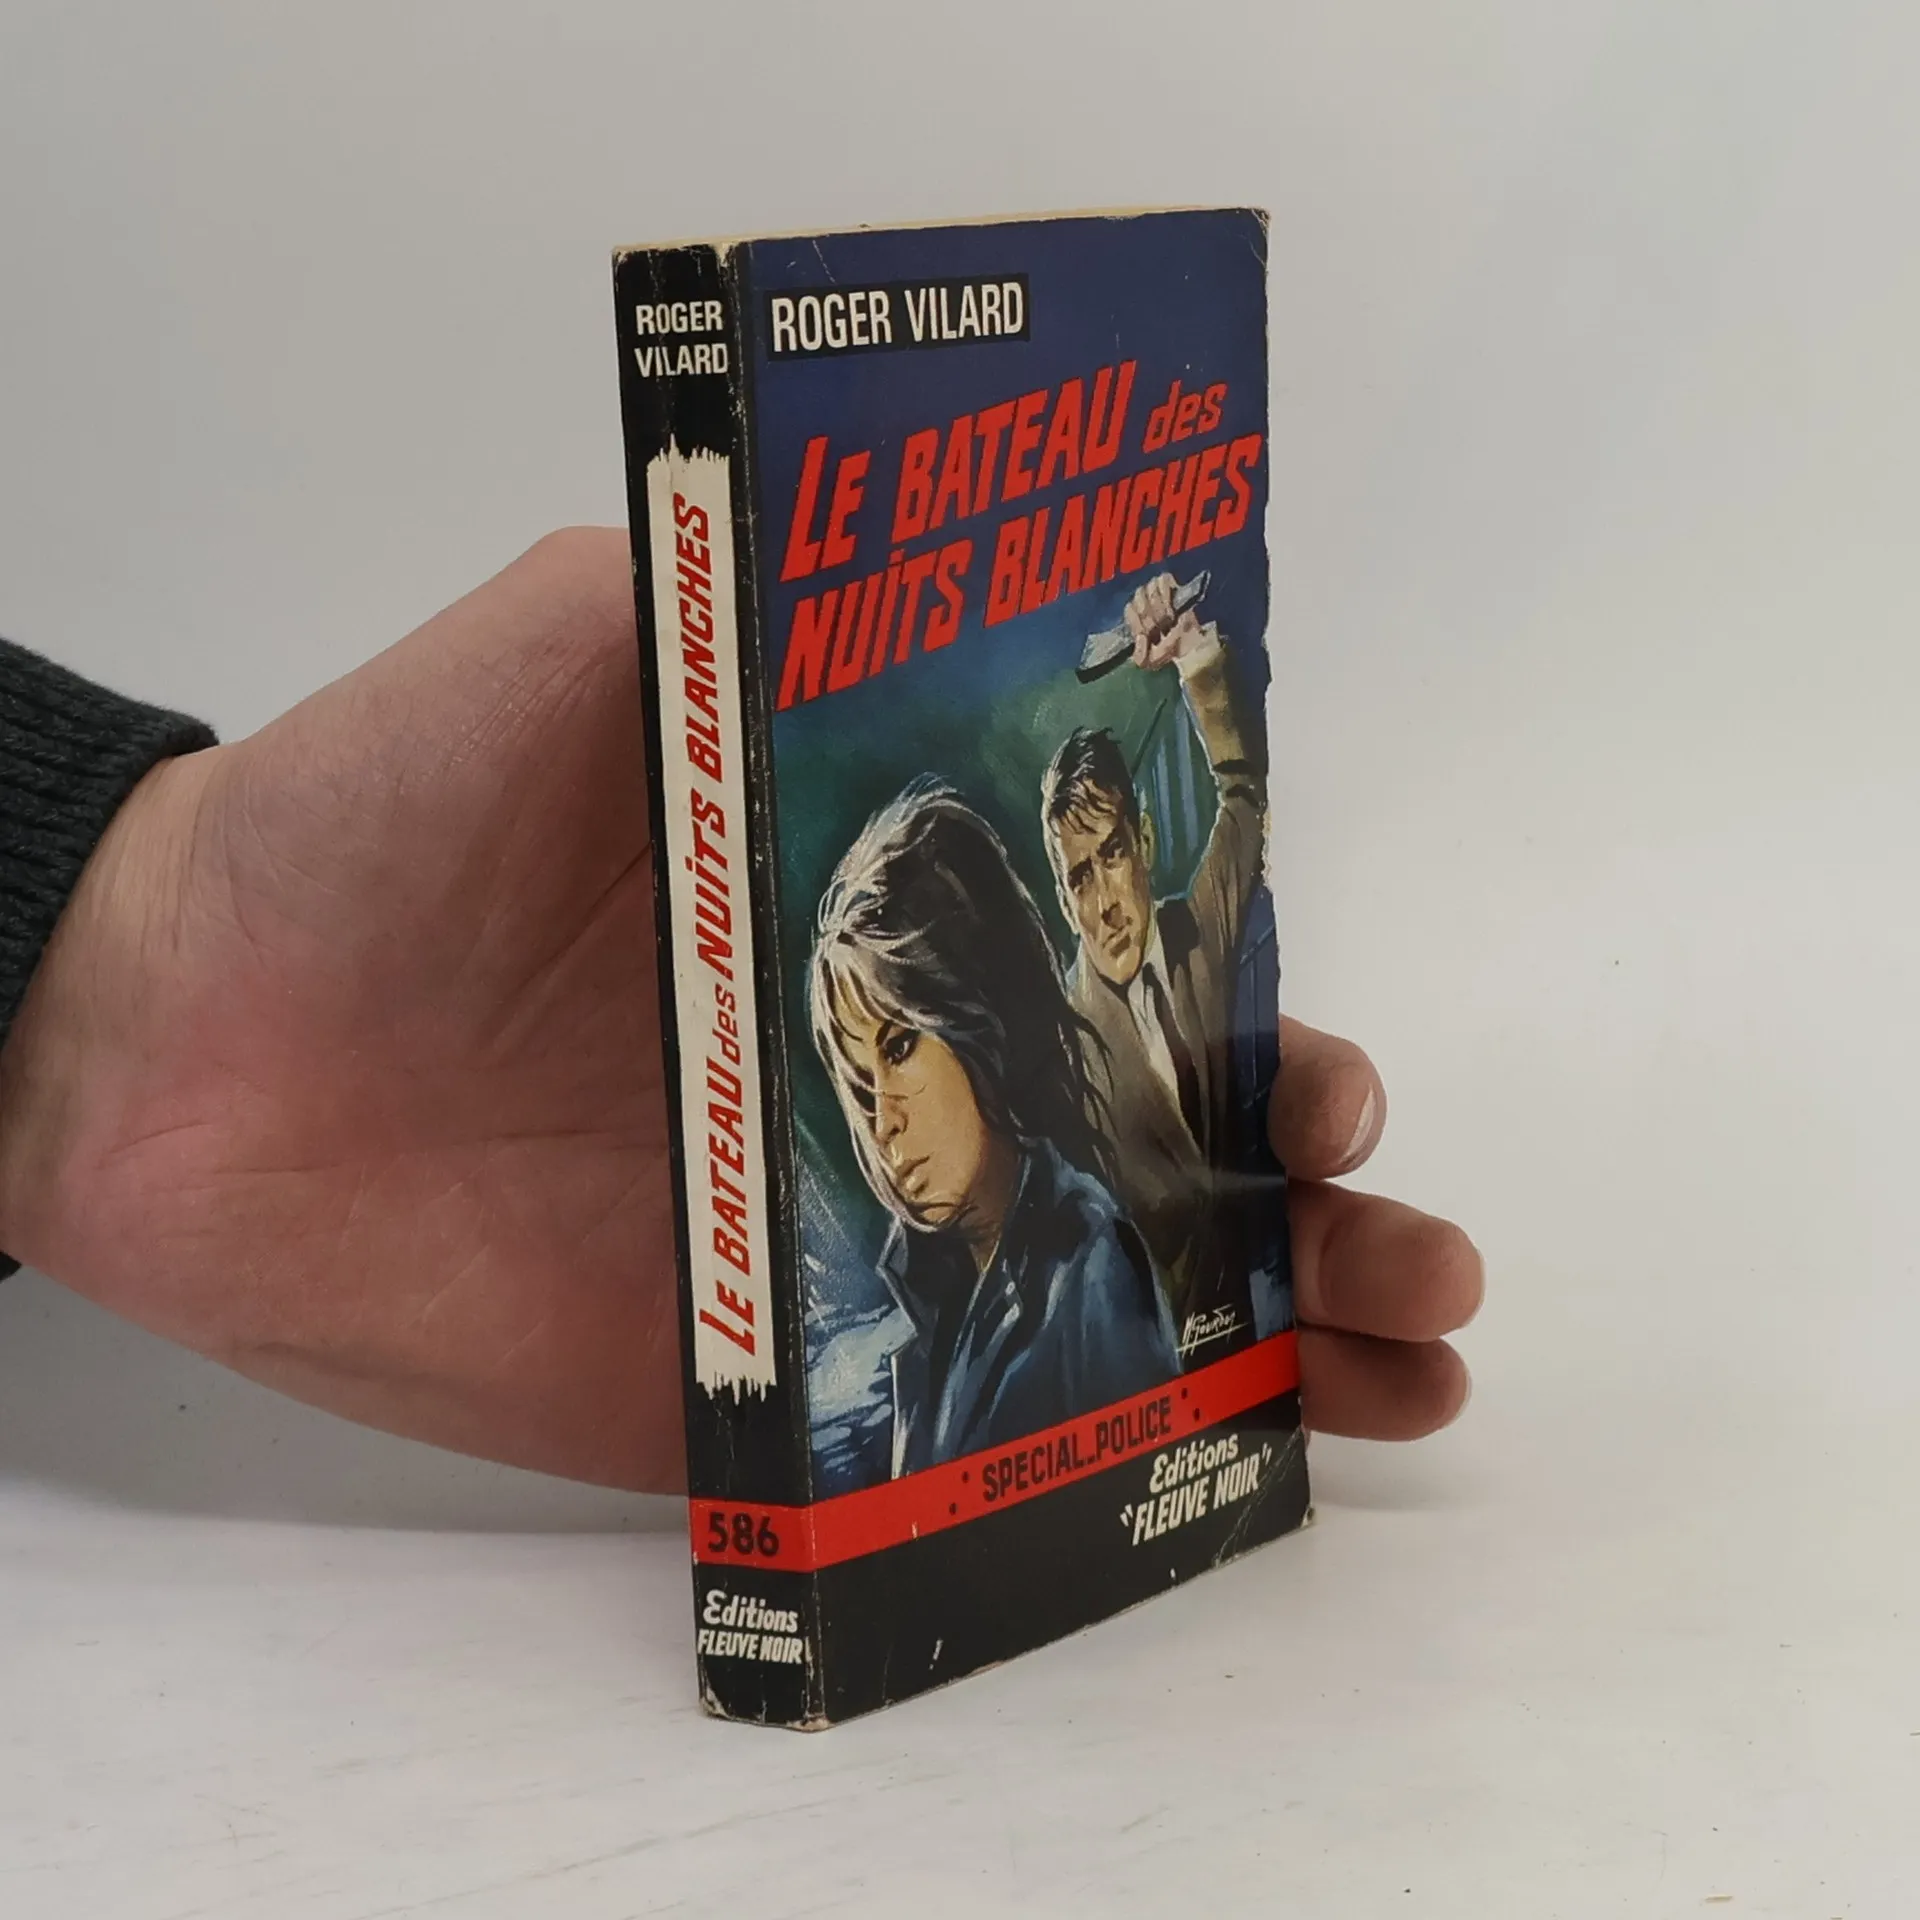 ROGER
VILARD
LE BATEAU des NUiTS BLANCHES
586
Editions
FLEUVE NOIR
ROGER VILARD
LE BATEAU des
NUiTS BLANCHES
M. Gourdon
SPECIAL-POLICE
Editions
"FLEUVE NOIR"